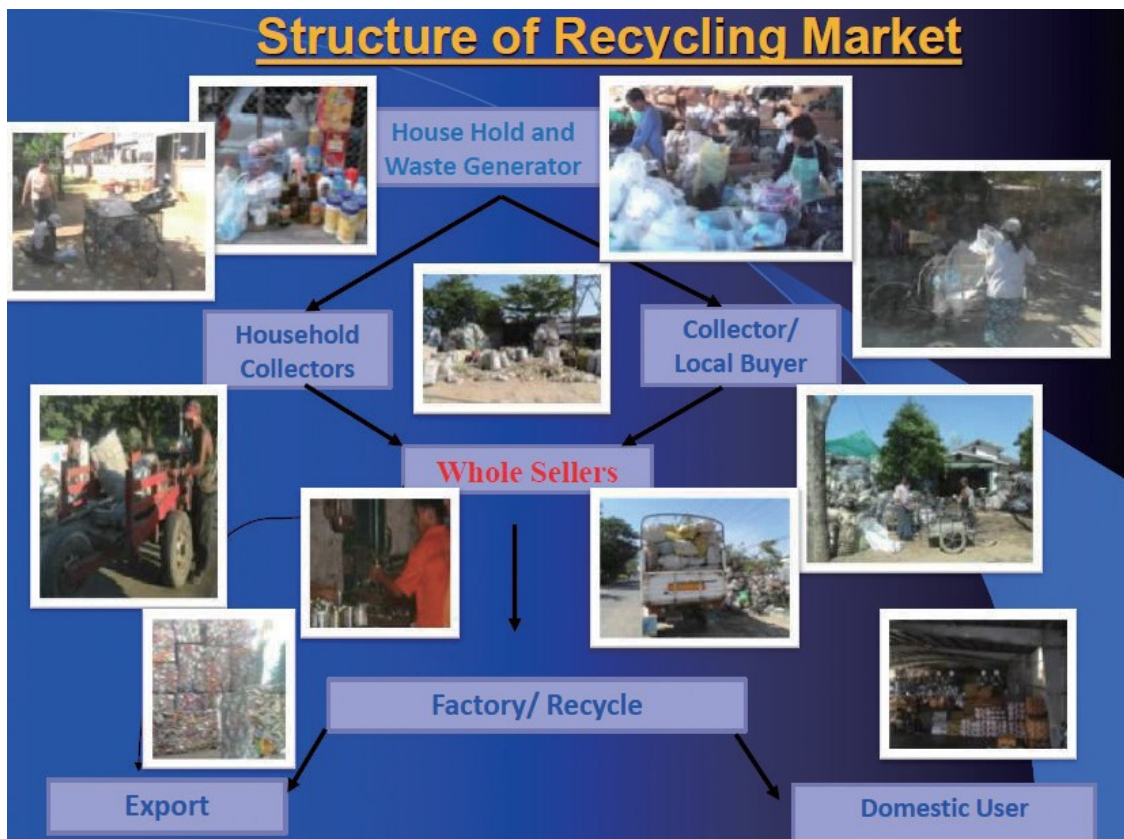 Structure of Recycling Market
House Hold and
Waste Generator
Household
Collectors
Collector/
Local Buyer
Whole Sellers
Factory/ Recycle
Export
Domestic User